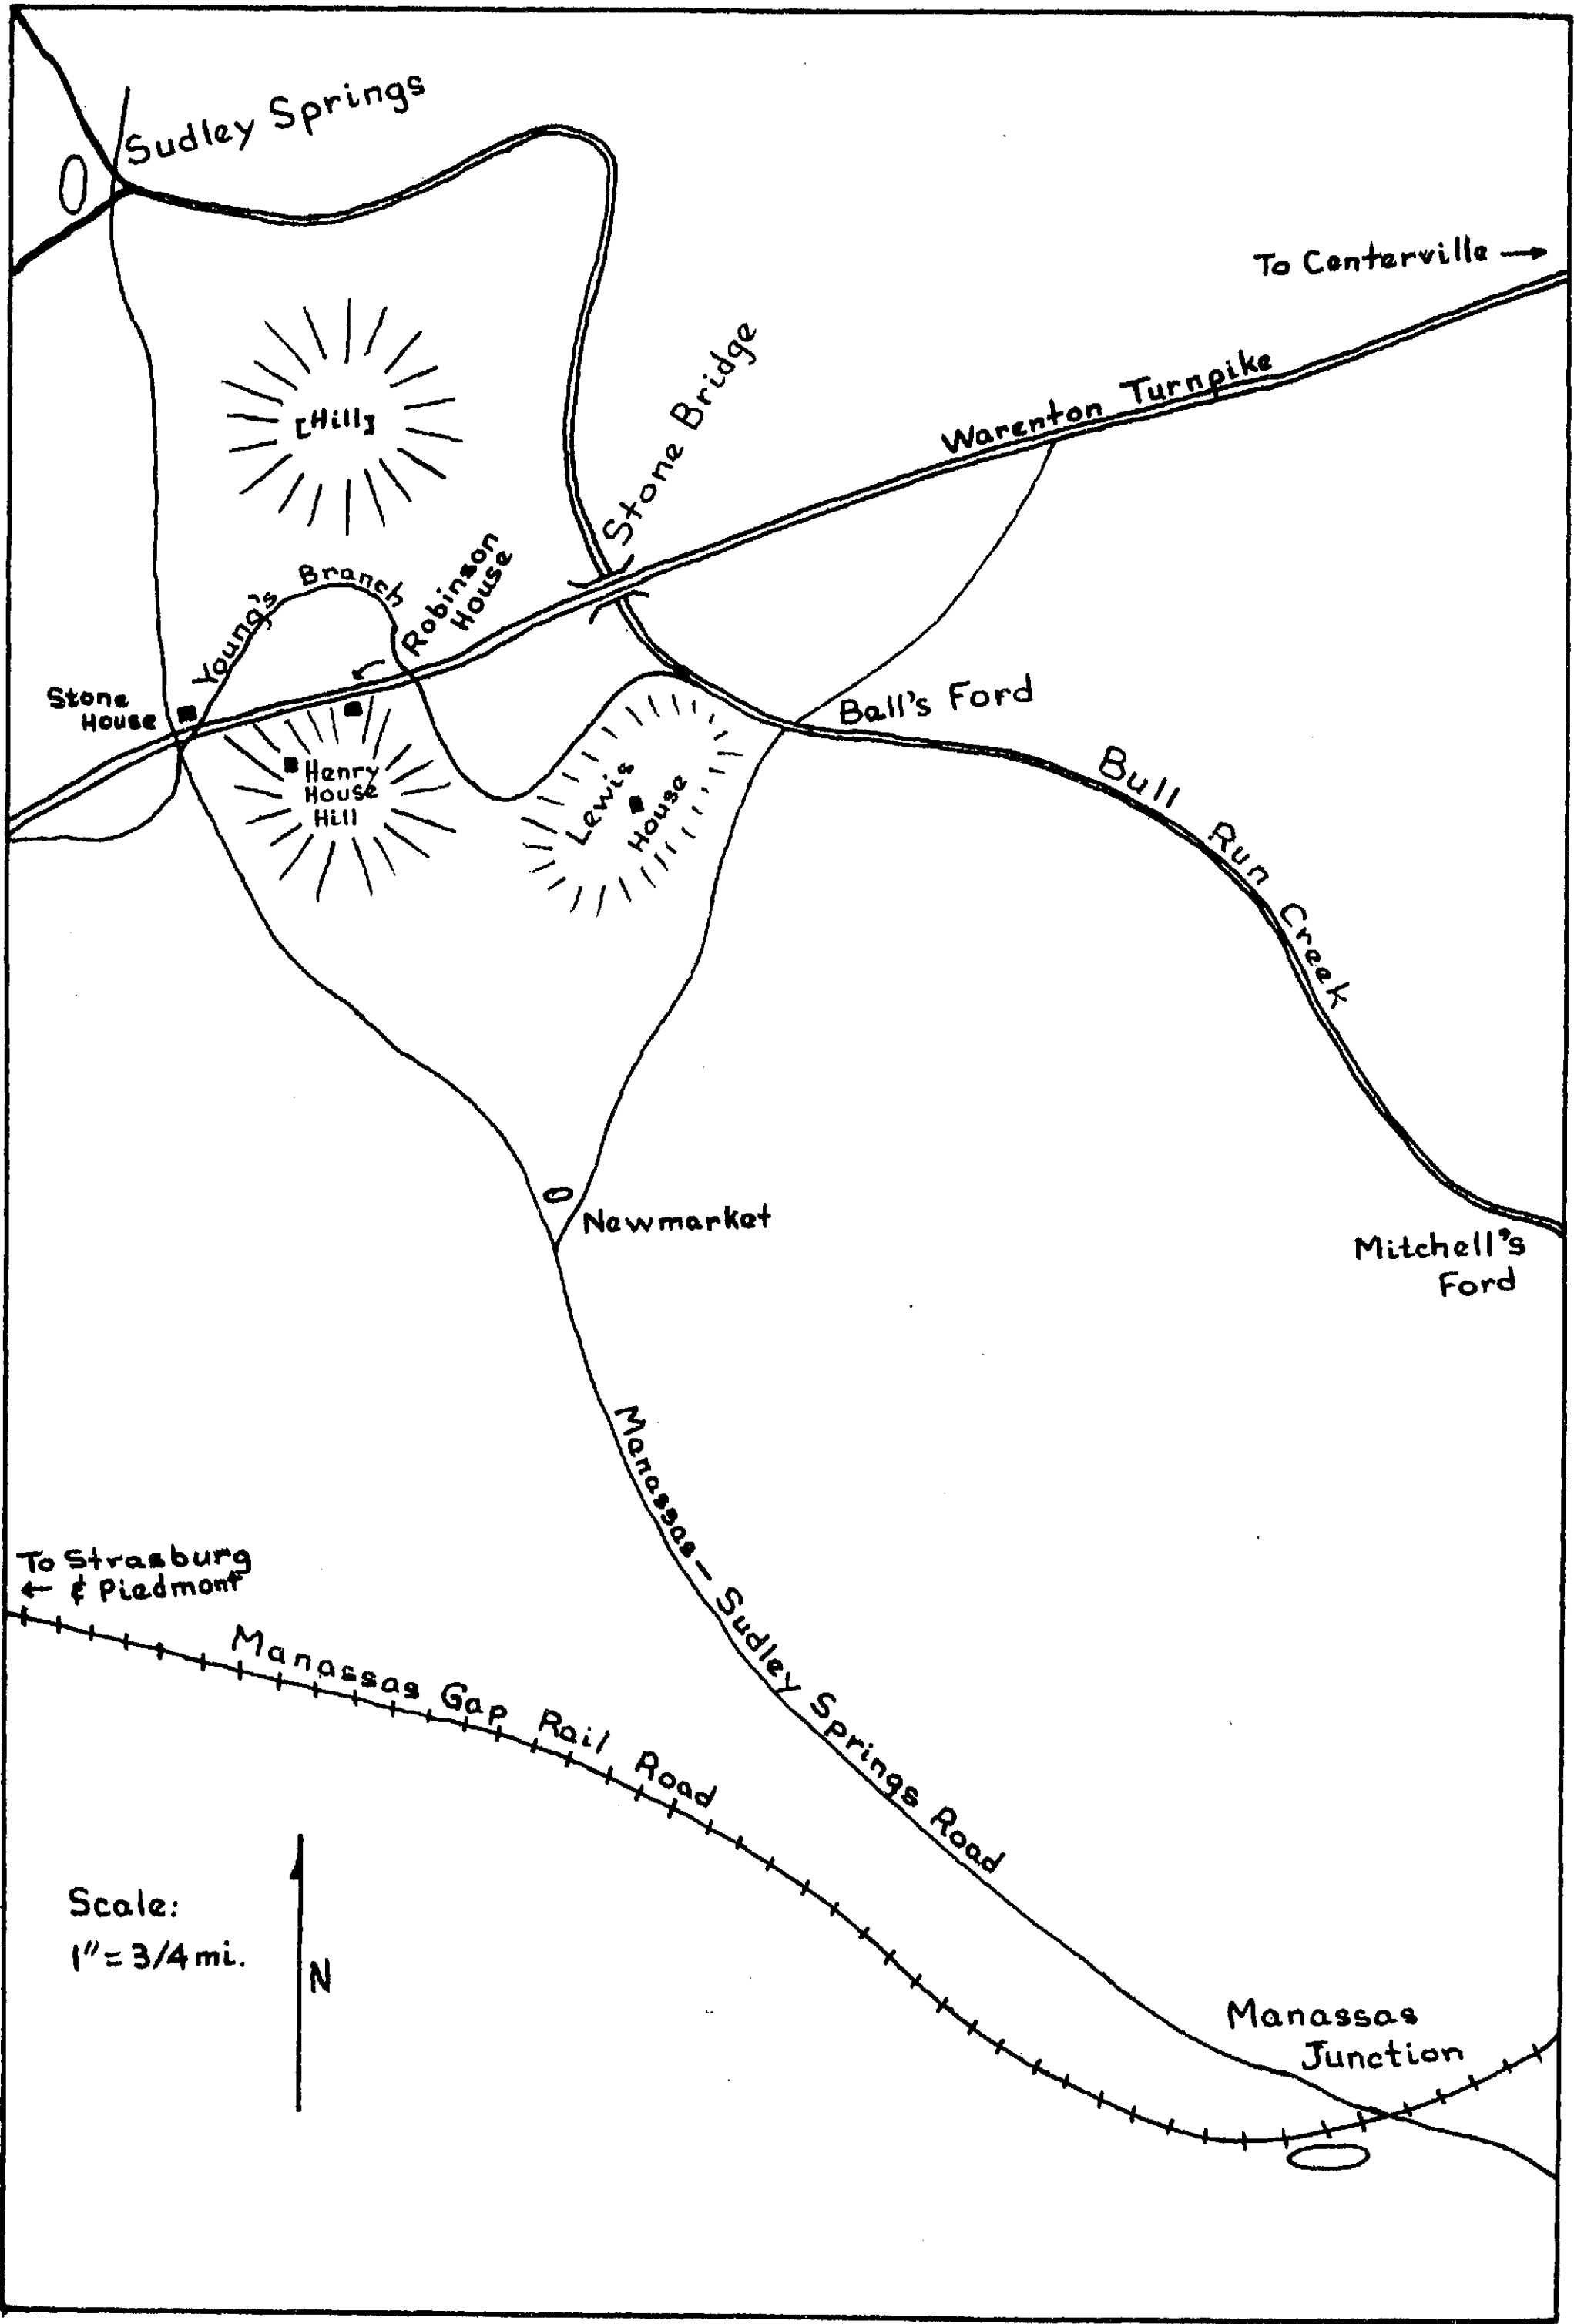 Sudley Springs
To Centerville →
[Hill]
Stone Bridge
Warenton Turnpike
Young's Branch
Robinson
House
Stone
House
Ball's Ford
Henry
House
Hill
Lewis
House
Bull Run Creek
Newmarket
Mitchell's
Ford
Manassas-Sudley Springs Road
To Strasburg
← & Piedmont
Manassas Gap Rail Road
Scale:
1"=3/4 mi.
N
Manassas
Junction